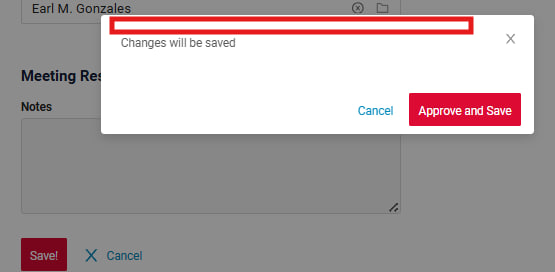 Earl M. Gonzales
Changes will be saved
Meeting Res
Cancel
Approve and Save
Notes
Save!
Cancel